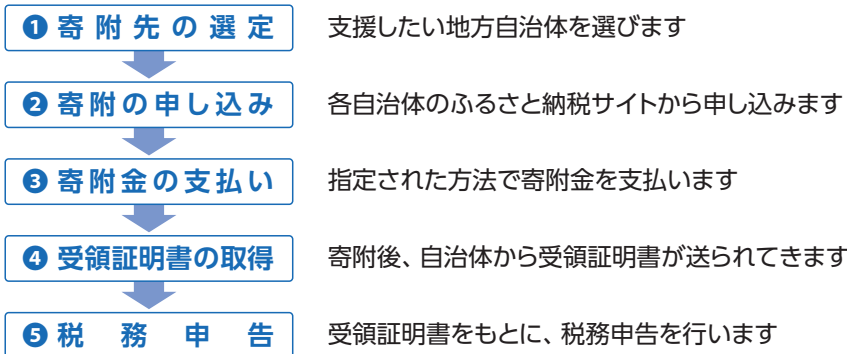 ❶寄附先の選定 支援したい地方自治体を選びます
❷寄附の申し込み 各自治体のふるさと納税サイトから申し込みます
❸寄附金の支払い 指定された方法で寄附金を支払います
❹受領証明書の取得 寄附後、自治体から受領証明書が送られてきます
❺税務申告 受領証明書をもとに、税務申告を行います